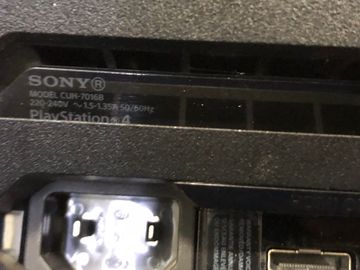 SONY®
MODEL CUH-7016B
220-240V ～1.5-1.35A 50/60Hz
PlayStation®4